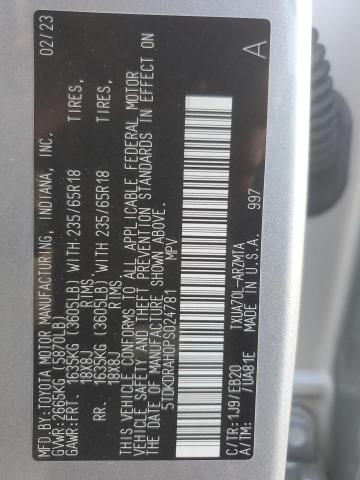 MFD. BY: TOYOTA MOTOR MANUFACTURING, INDIANA, INC. 02/23
GVWR: 2665KG (5870LB)
GAWR: FRT. 1635KG (3605LB) WITH 235/65R18 TIRES,
18X8J RIMS,
RR. 1635KG (3605LB) WITH 235/65R18 TIRES,
18X8J RIMS,
THIS VEHICLE CONFORMS TO ALL APPLICABLE FEDERAL MOTOR
VEHICLE SAFETY AND THEFT PREVENTION STANDARDS IN EFFECT ON
THE DATE OF MANUFACTURE SHOWN ABOVE.
5TDKDRAH0PS024781 MPV
A
C/TR: 1J9/EB20 TXUA70L-ARZMTA
/UA81E MADE IN U.S.A. 997